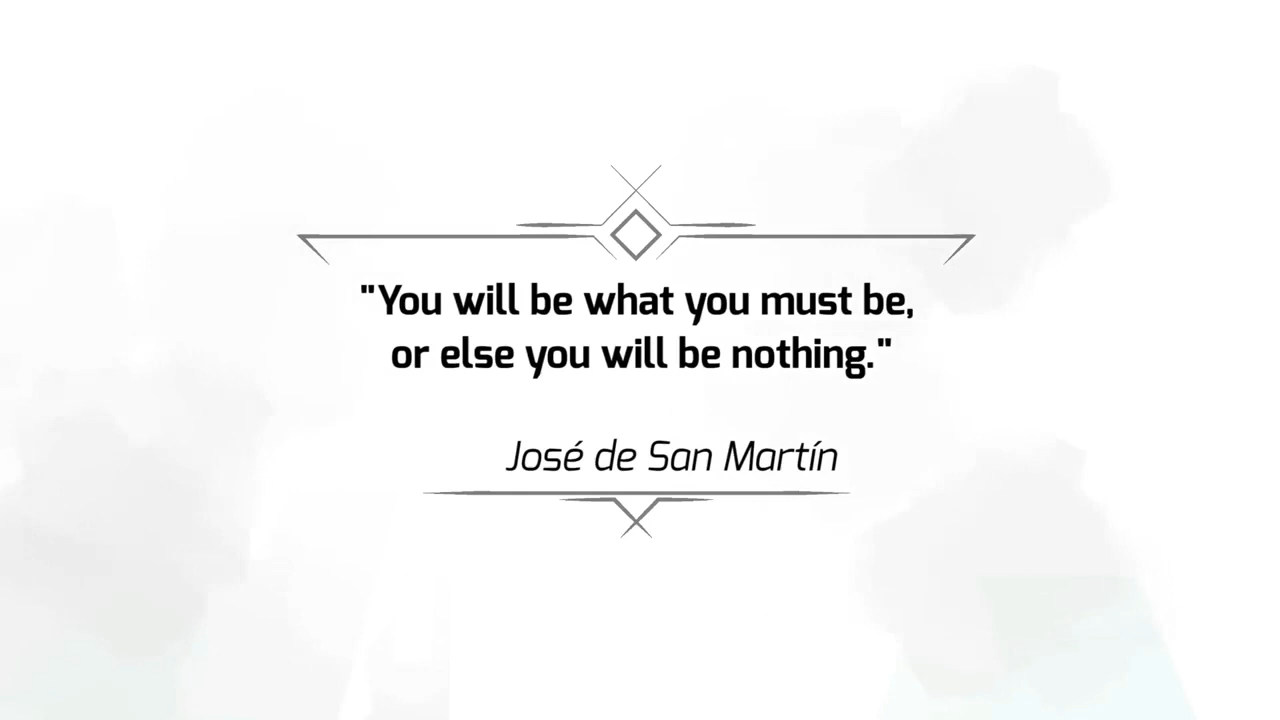 "You will be what you must be,
or else you will be nothing."
José de San Martín